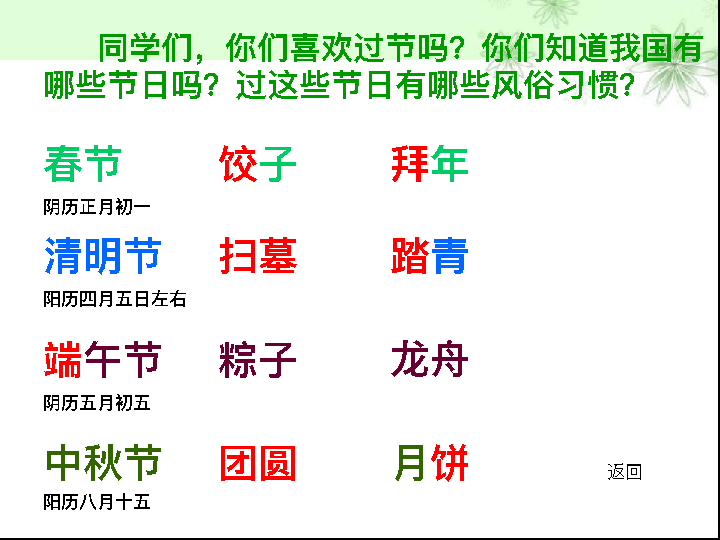 同学们，你们喜欢过节吗？你们知道我国有
哪些节日吗？过这些节日有哪些风俗习惯？
春节 饺子 拜年
阴历正月初一
清明节 扫墓 踏青
阳历四月五日左右
端午节 粽子 龙舟
阴历五月初五
中秋节 团圆 月饼
返回
阳历八月十五